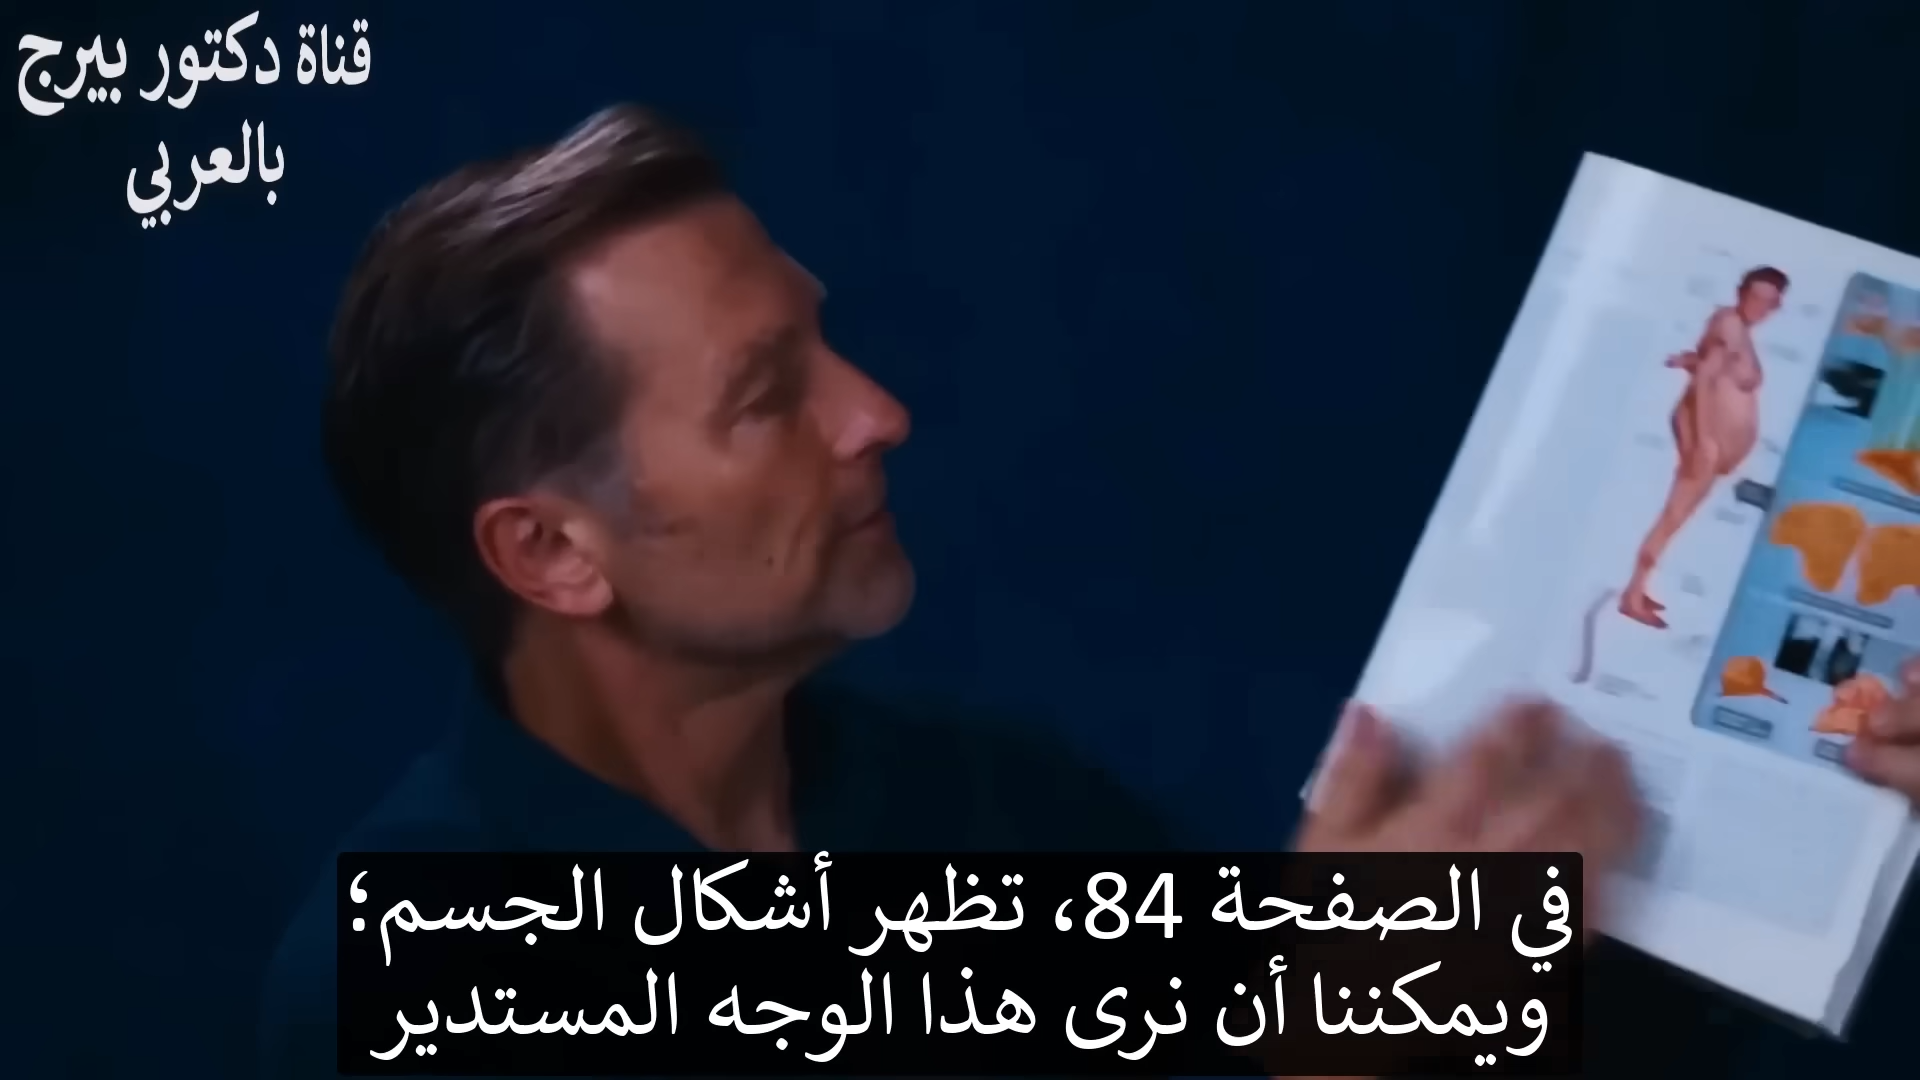 قناة دكتور بيرج
بالعربي
في الصفحة 84، تظهر أشكال الجسم؛
ويمكننا أن نرى هذا الوجه المستدير